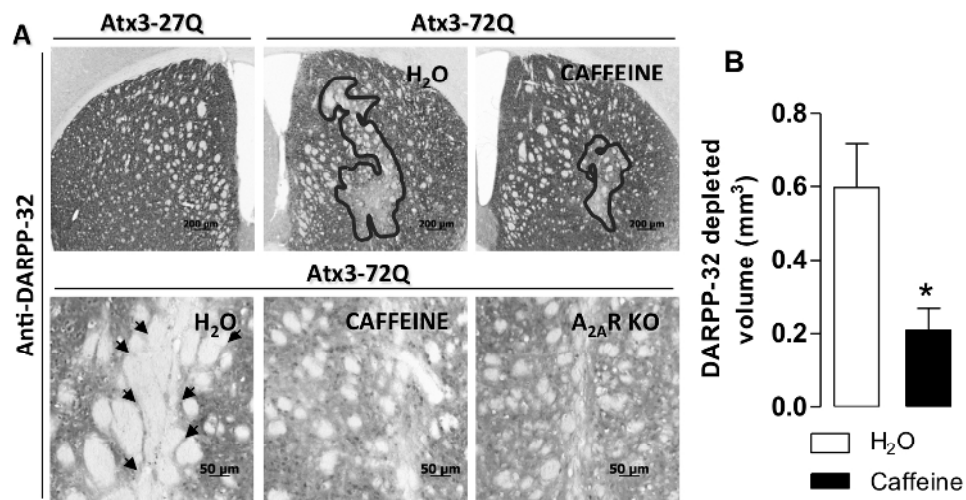 A
Atx3-27Q
Atx3-72Q
Anti-DARPP-32
H₂O
CAFFEINE
200 µm
200 µm
200 µm
Atx3-72Q
H₂O
CAFFEINE
A₂AR KO
50 µm
50 µm
50 µm
B
DARPP-32 depleted
volume (mm³)
0.8
0.6
0.4
0.2
0.0
*
H₂O
Caffeine